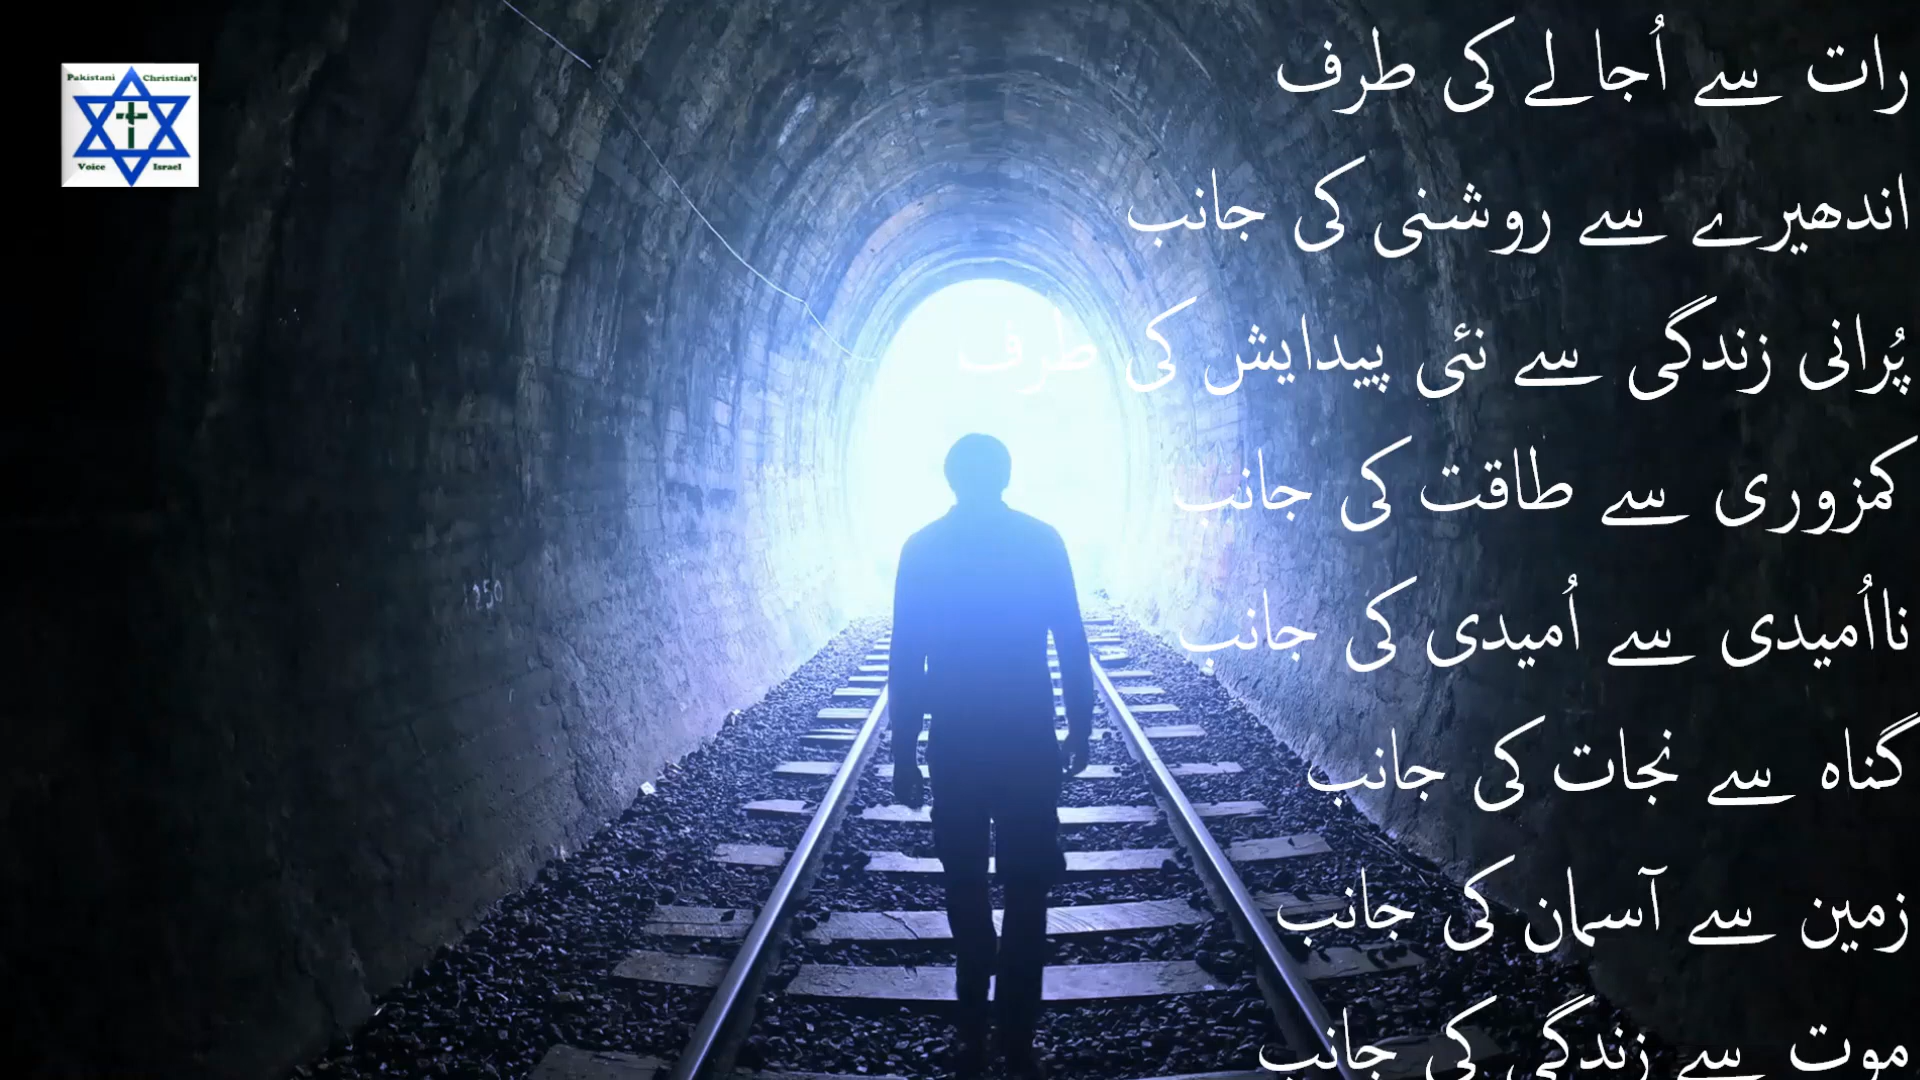 Pakistani Christian's
Voice Israel
رات سے اُجالے کی طرف
اندھیرے سے روشنی کی جانب
پُرانی زندگی سے نئی پیدایش کی طرف
کمزوری سے طاقت کی جانب
نااُمیدی سے اُمیدی کی جانب
گناہ سے نجات کی جانب
زمین سے آسمان کی جانب
موت سے زندگی کی جانب
250